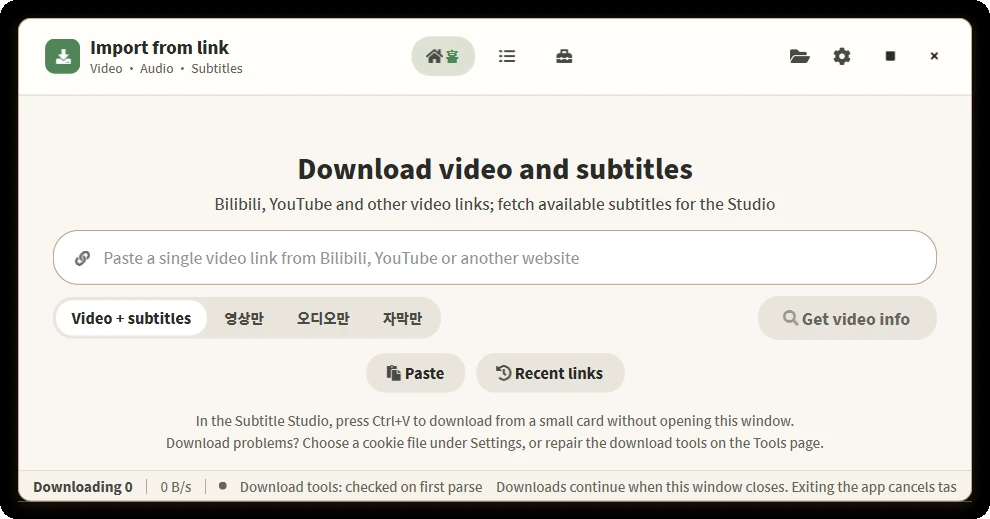 Import from link
Video • Audio • Subtitles
홈
Download video and subtitles
Bilibili, YouTube and other video links; fetch available subtitles for the Studio
Paste a single video link from Bilibili, YouTube or another website
Video + subtitles 영상만 오디오만 자막만 Get video info
Paste Recent links
In the Subtitle Studio, press Ctrl+V to download from a small card without opening this window.
Download problems? Choose a cookie file under Settings, or repair the download tools on the Tools page.
Downloading 0 0 B/s Download tools: checked on first parse Downloads continue when this window closes. Exiting the app cancels tas